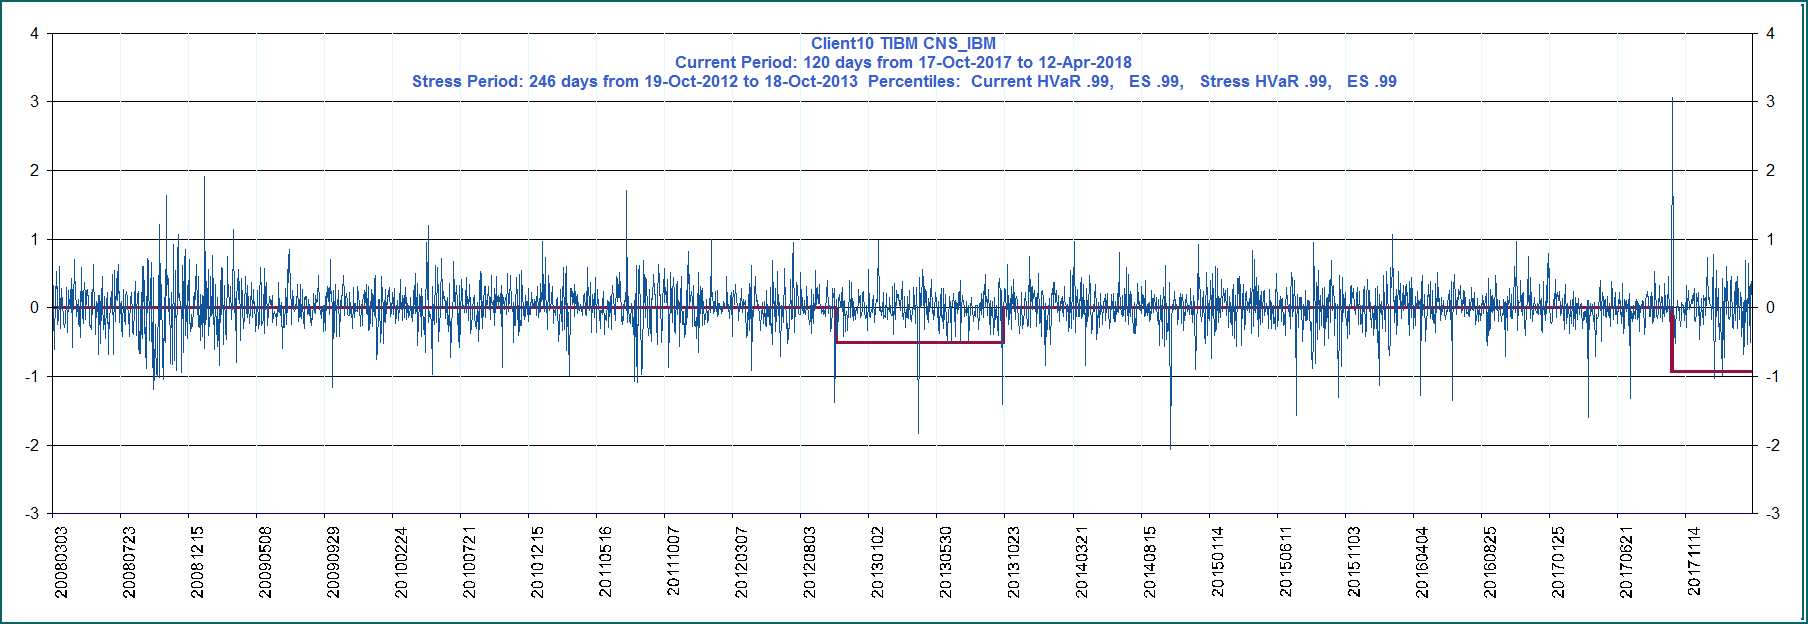 Client10 TIBM CNS_IBM
Current Period: 120 days from 17-Oct-2017 to 12-Apr-2018
Stress Period: 246 days from 19-Oct-2012 to 18-Oct-2013  Percentiles:  Current HVaR .99,   ES .99,   Stress HVaR .99,   ES .99
4 4
3 3
2 2
1 1
0 0
-1 -1
-2 -2
-3 -3
20080303 20080723 20081215 20090508 20090929 20100224 20100721 20101215 20110516 20111007 20120307 20120803 20130102 20130530 20131023 20140321 20140815 20150114 20150611 20151103 20160404 20160825 20170125 20170621 20171114